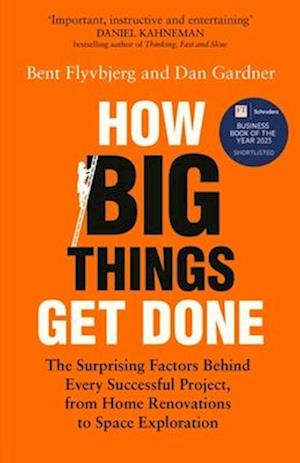 ‘Important, instructive and entertaining’
DANIEL KAHNEMAN
bestselling author of Thinking, Fast and Slow
Bent Flyvbjerg and Dan Gardner
HOW
BIG
THINGS
GET DONE
FT
Schroders
BUSINESS
BOOK OF THE
YEAR 2023
SHORTLISTED
The Surprising Factors Behind
Every Successful Project,
from Home Renovations
to Space Exploration